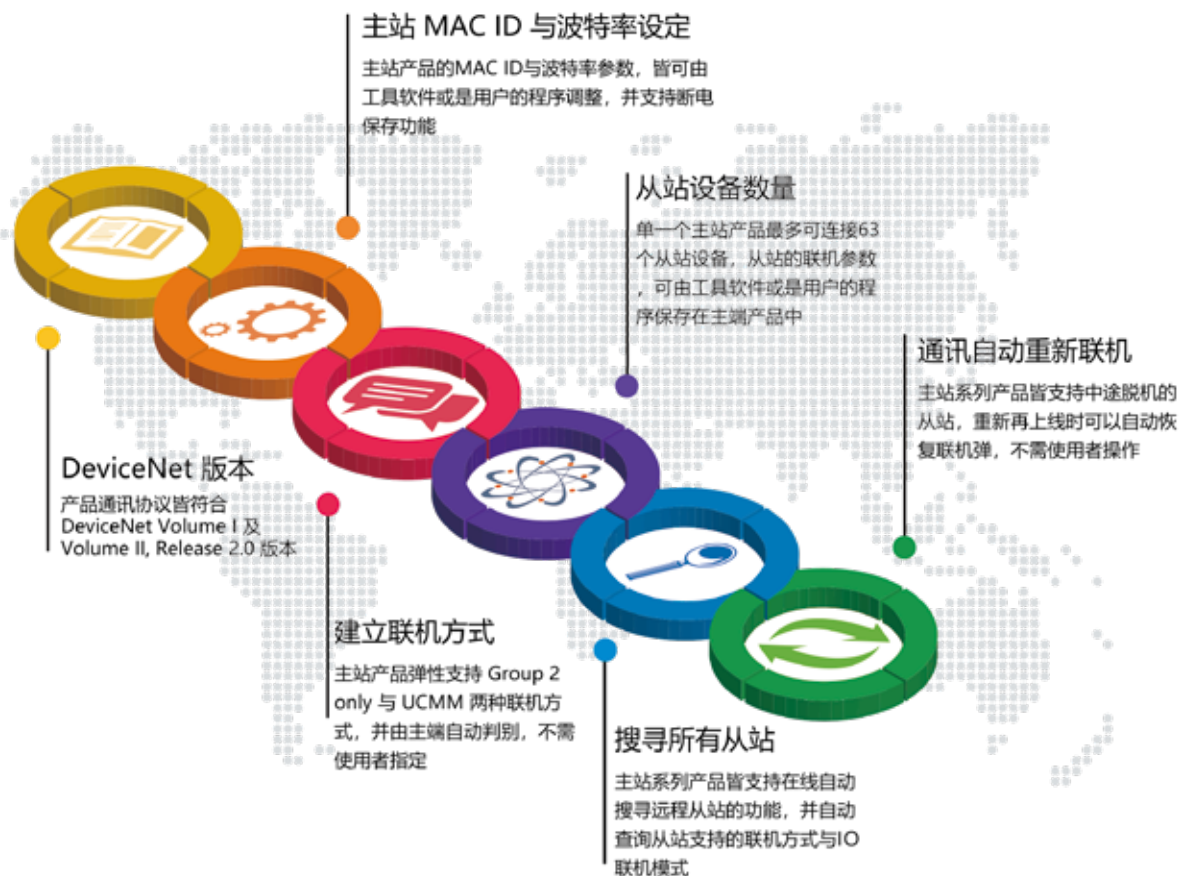 主站 MAC ID 与波特率设定
主站产品的MAC ID与波特率参数，皆可由
工具软件或是用户的程序调整，并支持断电
保存功能
从站设备数量
单一个主站产品最多可连接63
个从站设备，从站的联机参数
，可由工具软件或是用户的程
序保存在主端产品中
通讯自动重新联机
主站系列产品皆支持中途脱机的
从站，重新再上线时可以自动恢
复联机弹，不需使用者操作
DeviceNet 版本
产品通讯协议皆符合
DeviceNet Volume I 及
Volume II, Release 2.0 版本
建立联机方式
主站产品弹性支持 Group 2
only 与 UCMM 两种联机方
式，并由主端自动判别，不需
使用者指定
搜寻所有从站
主站系列产品皆支持在线自动
搜寻远程从站的功能，并自动
查询从站支持的联机方式与IO
联机模式